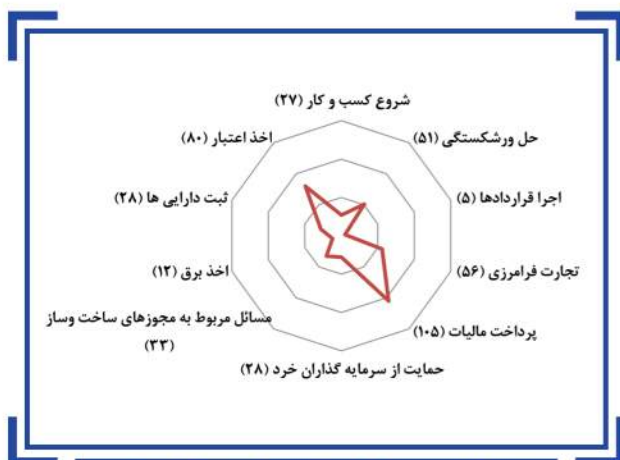 شروع کسب و کار (۲۷)
حل ورشکستگی (۵۱)
اخذ اعتبار (۸۰)
اجرا قراردادها (۵)
ثبت دارایی ها (۲۸)
تجارت فرامرزی (۵۶)
اخذ برق (۱۲)
پرداخت مالیات (۱۰۵)
مسائل مربوط به مجوزهای ساخت وساز
(۳۳)
حمایت از سرمایه گذاران خرد (۲۸)